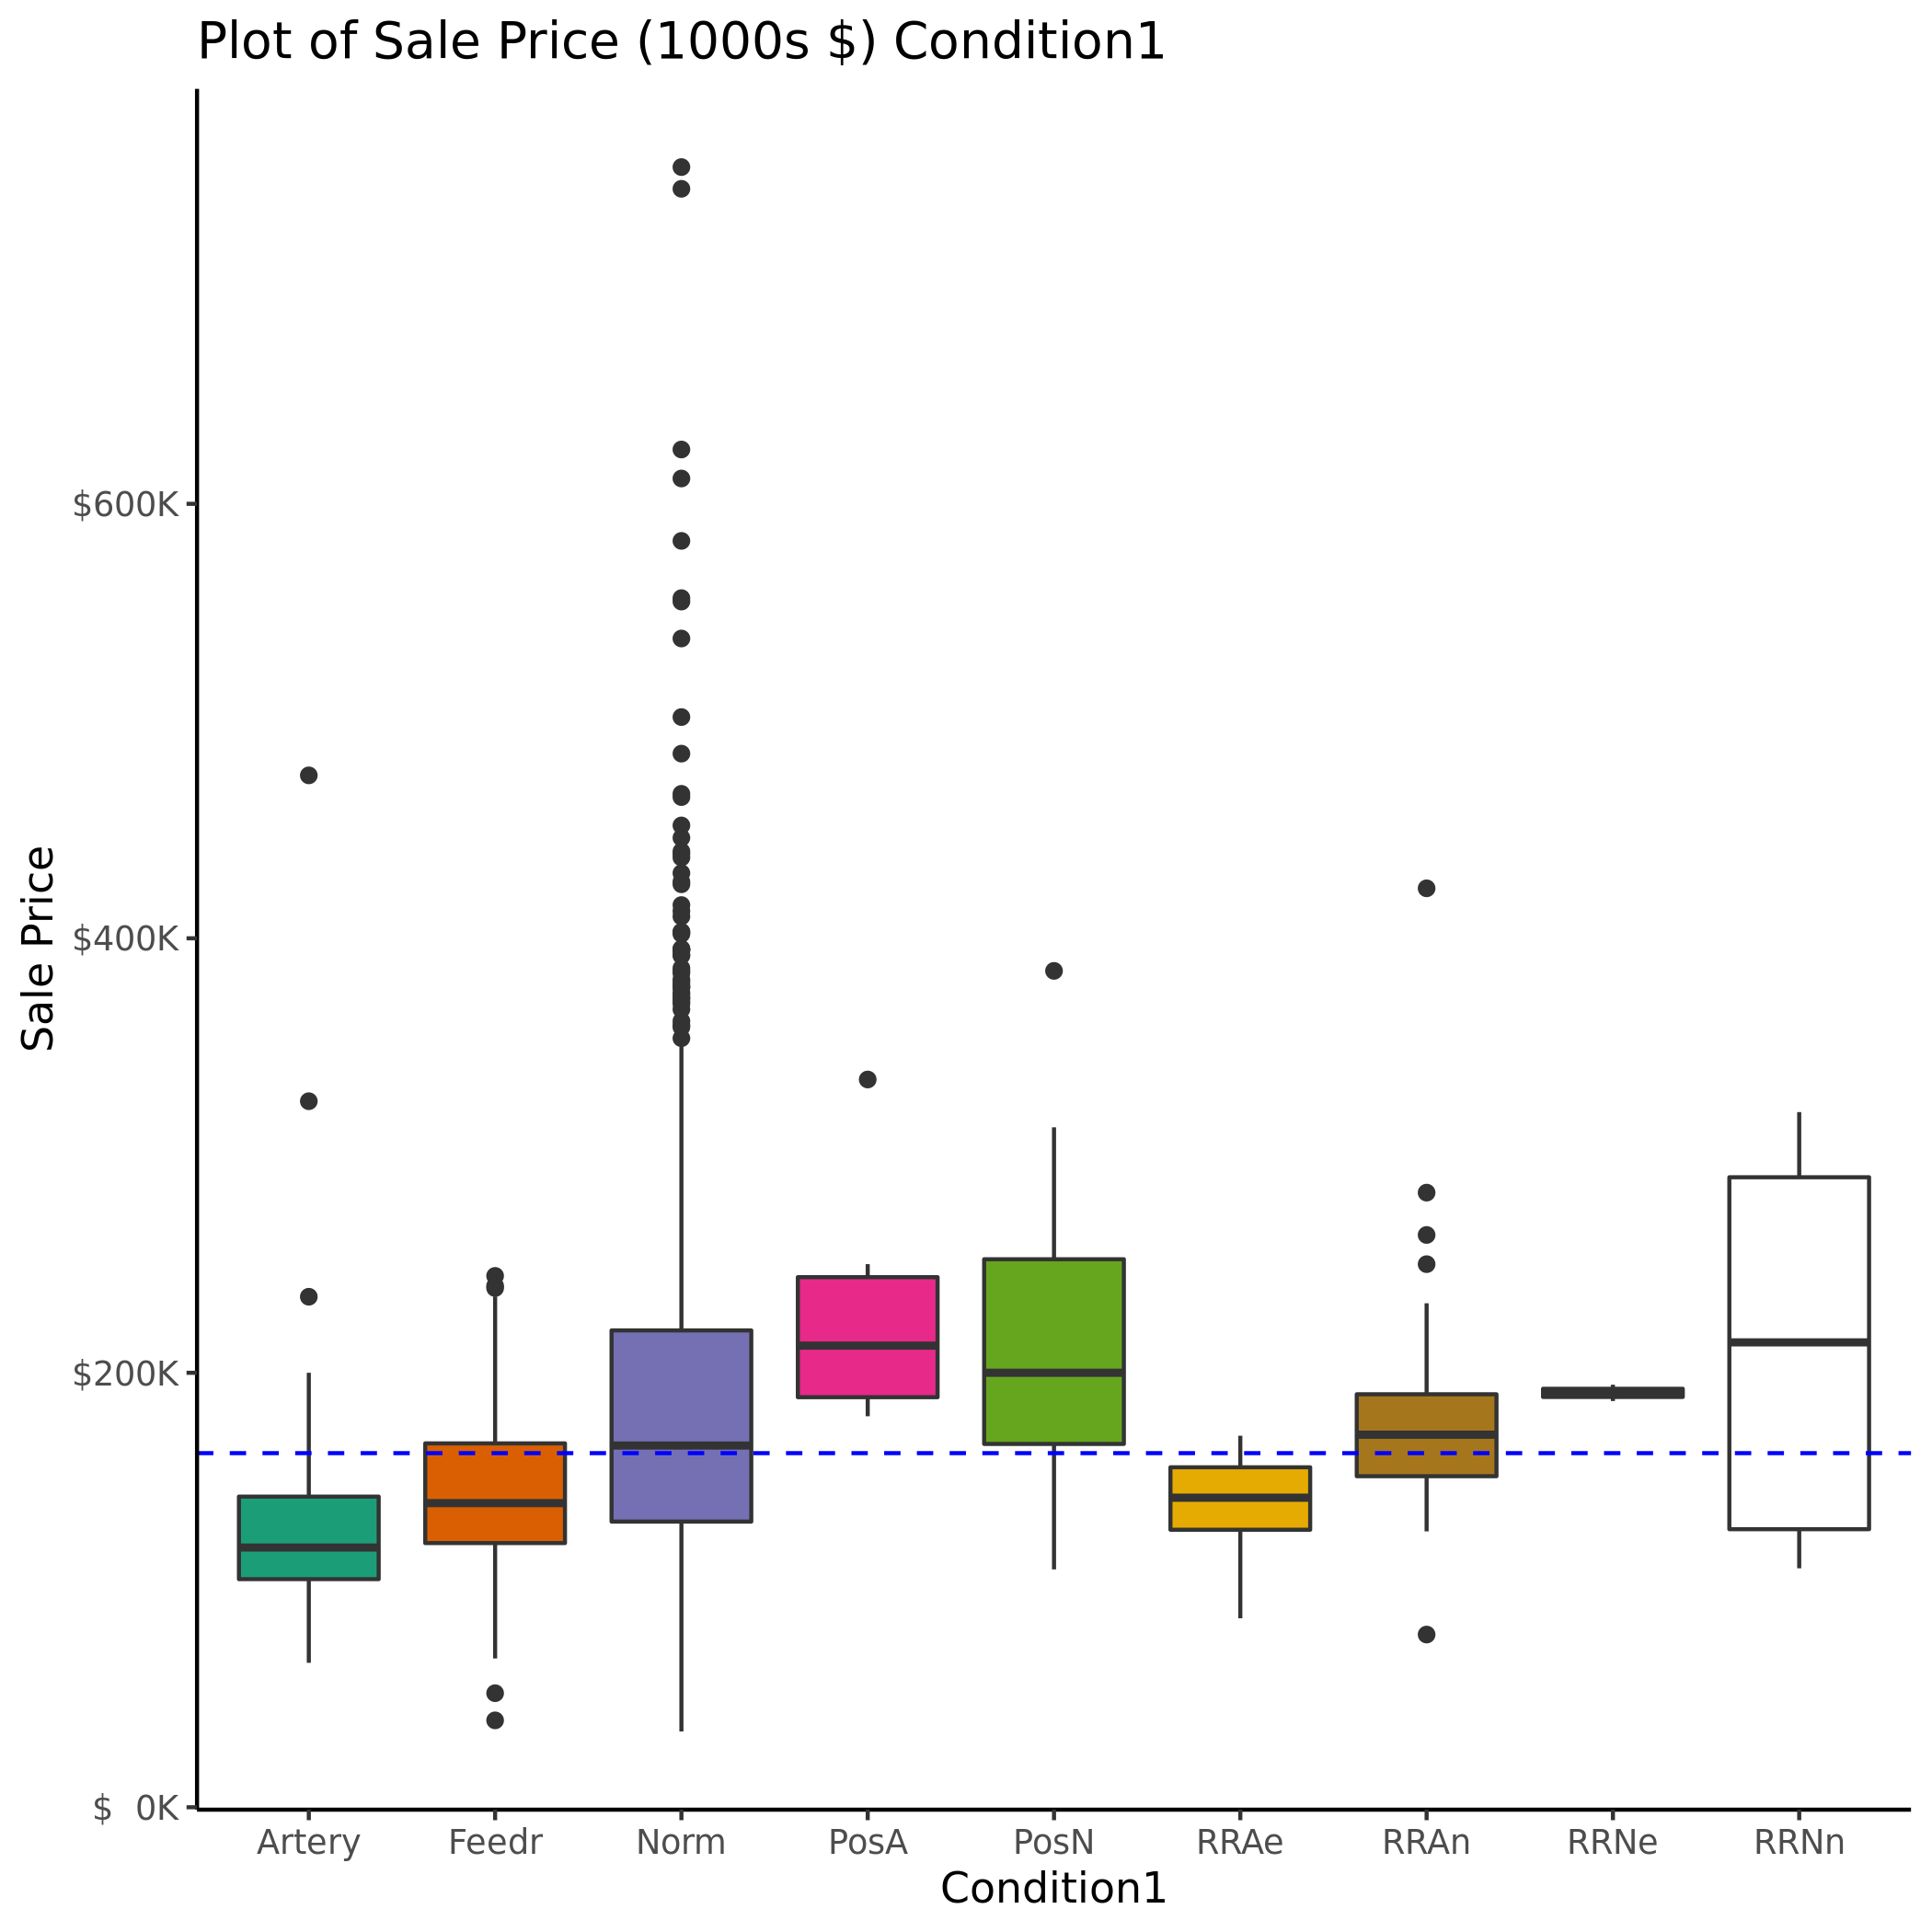 Plot of Sale Price (1000s $) Condition1
Sale Price
$600K
$400K
$200K
$  0K
Artery Feedr Norm PosA PosN RRAe RRAn RRNe RRNn
Condition1